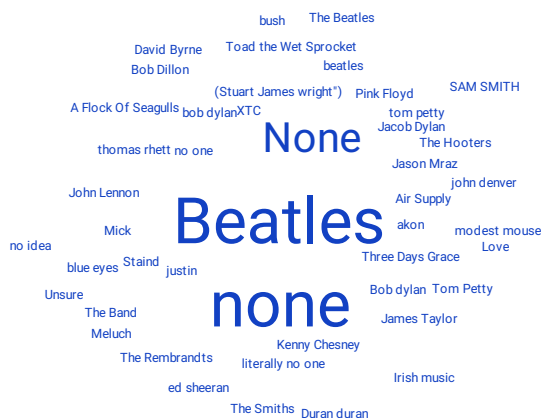 bush
The Beatles
David Byrne
Toad the Wet Sprocket
Bob Dillon
beatles
(Stuart James wright")
Pink Floyd
SAM SMITH
A Flock Of Seagulls
bob dylan
XTC
tom petty
None
Jacob Dylan
The Hooters
thomas rhett
no one
Jason Mraz
john denver
John Lennon
Air Supply
Beatles
akon
Mick
modest mouse
no idea
Love
Three Days Grace
blue eyes
Staind
justin
Unsure
none
Bob dylan
Tom Petty
The Band
James Taylor
Meluch
Kenny Chesney
The Rembrandts
literally no one
Irish music
ed sheeran
The Smiths
Duran duran